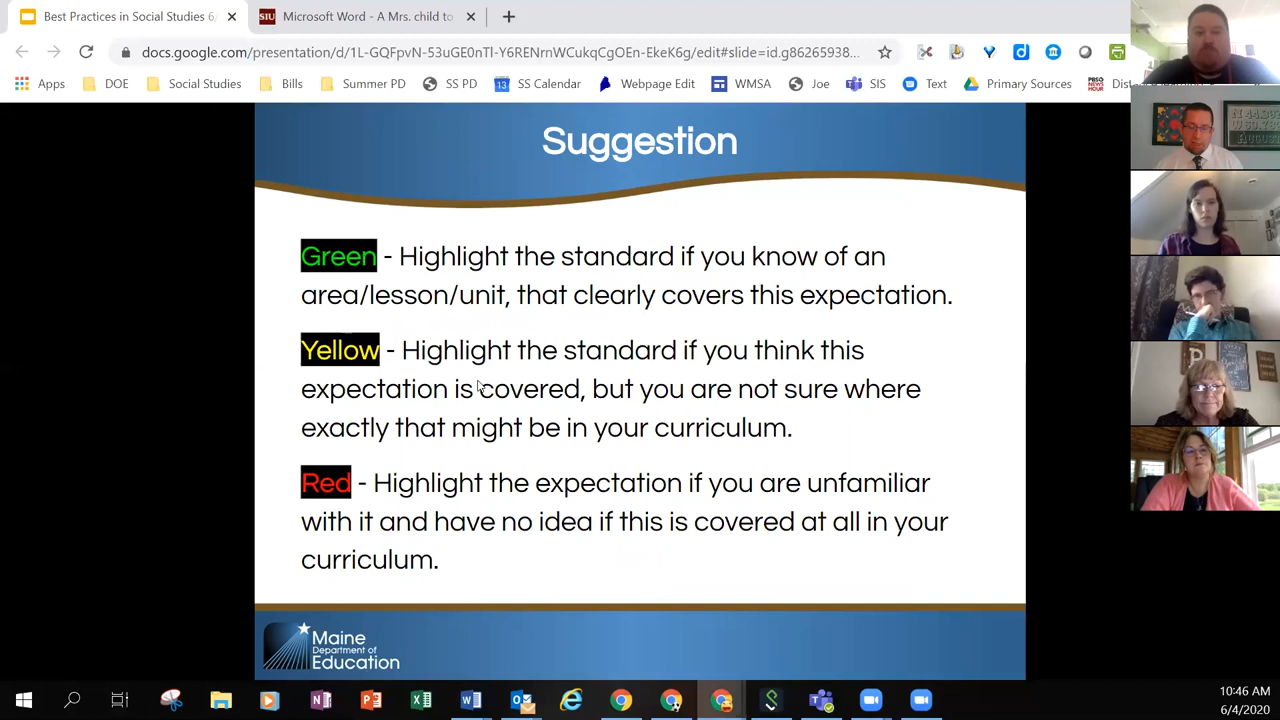 Best Practices in Social Studies 6/
SIU
Microsoft Word - A Mrs. child to
docs.google.com/presentation/d/1L-GQFpvN-53uGE0nTl-Y6RENrnWCukqCgOEn-EkeK6g/edit#slide=id.g86265938...
Apps DOE Social Studies Bills Summer PD SS PD 13 SS Calendar Webpage Edit WMSA Joe SIS Text Primary Sources
Suggestion
Green - Highlight the standard if you know of an
area/lesson/unit, that clearly covers this expectation.
Yellow - Highlight the standard if you think this
expectation is covered, but you are not sure where
exactly that might be in your curriculum.
Red - Highlight the expectation if you are unfamiliar
with it and have no idea if this is covered at all in your
curriculum.
Maine
Department of
Education
10:46 AM
6/4/2020